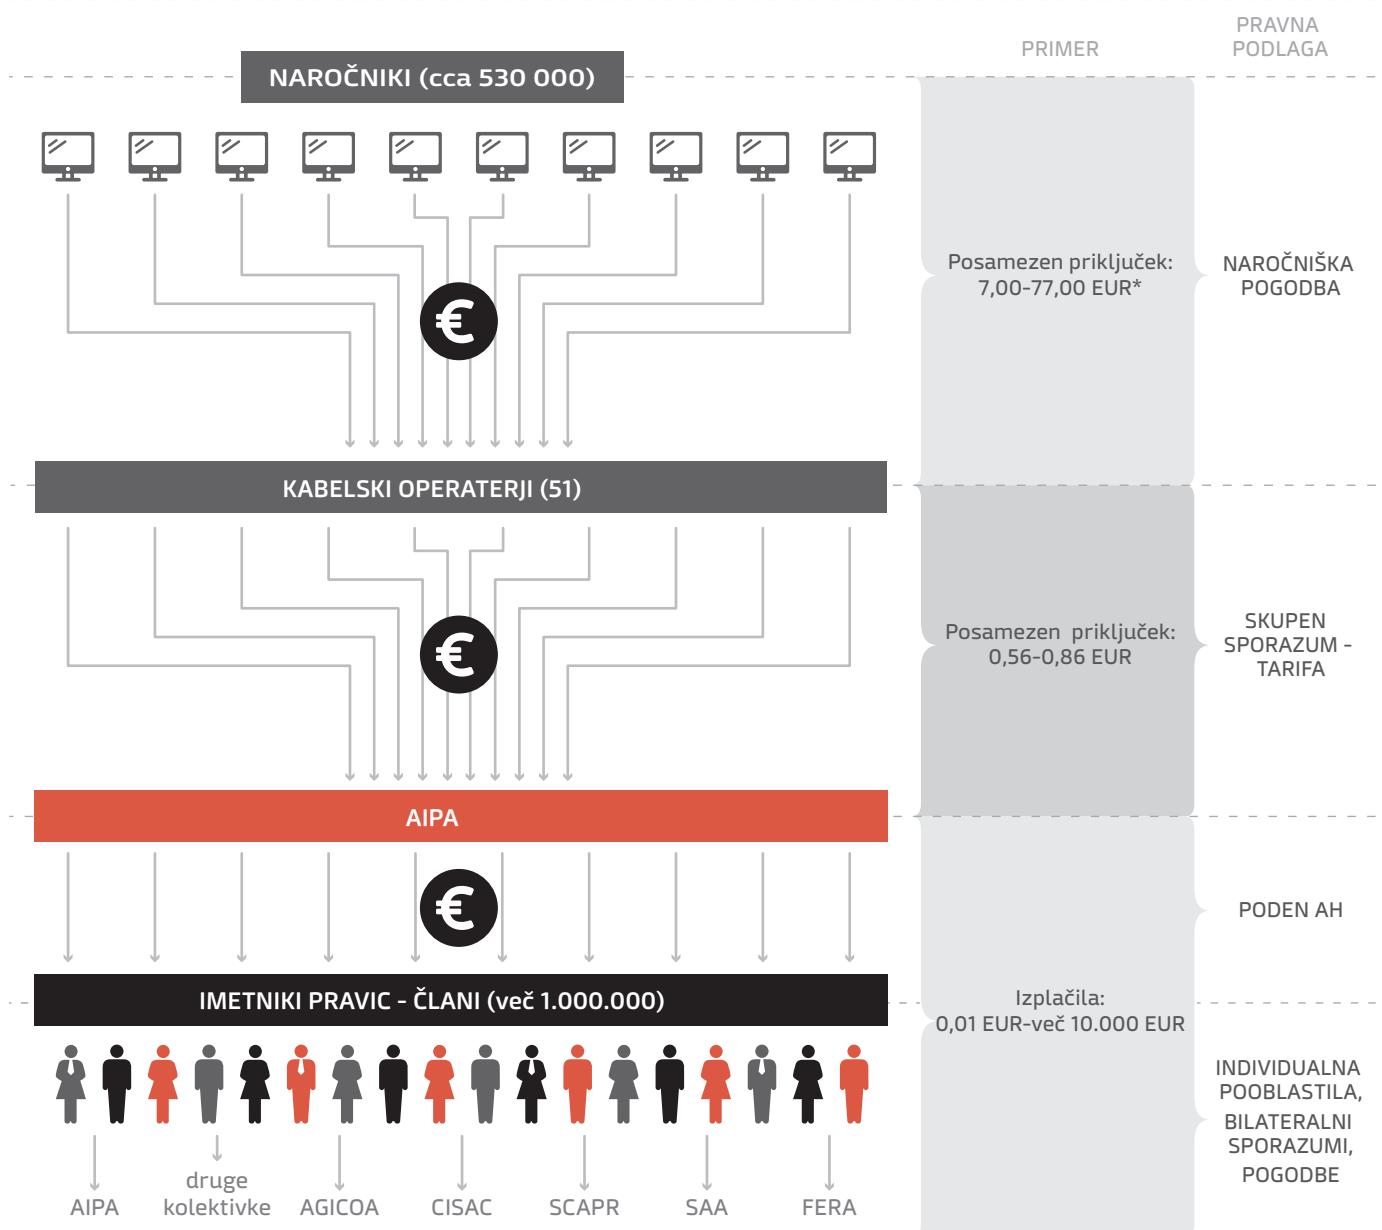 PRIMER
PRAVNA
PODLAGA
NAROČNIKI (cca 530 000)
€
Posamezen priključek:
7,00-77,00 EUR*
NAROČNIŠKA
POGODBA
KABELSKI OPERATERJI (51)
€
Posamezen priključek:
0,56-0,86 EUR
SKUPEN
SPORAZUM -
TARIFA
AIPA
€
PODEN AH
IMETNIKI PRAVIC - ČLANI (več 1.000.000)
Izplačila:
0,01 EUR-več 10.000 EUR
INDIVIDUALNA
POOBLASTILA,
BILATERALNI
SPORAZUMI,
POGODBE
AIPA
druge
kolektivke
AGICOA
CISAC
SCAPR
SAA
FERA